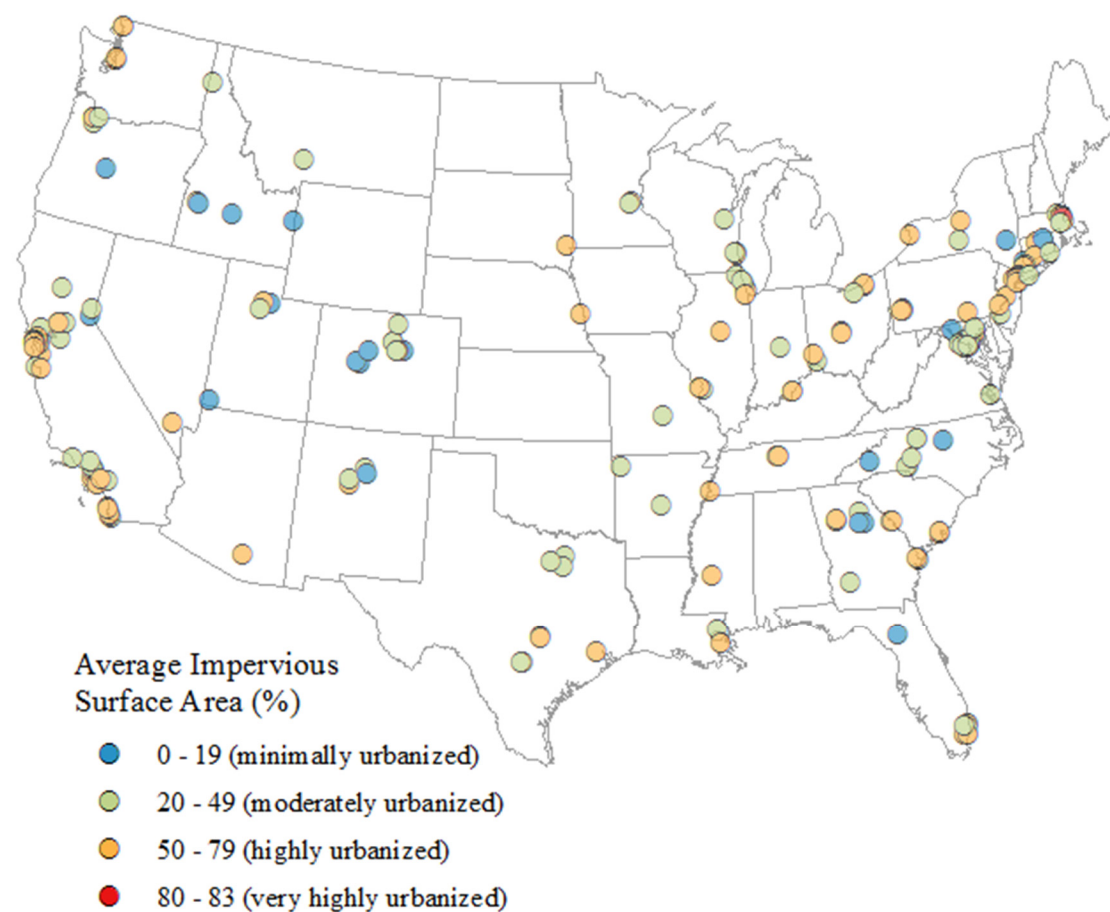 Average Impervious
Surface Area (%)
0 - 19 (minimally urbanized)
20 - 49 (moderately urbanized)
50 - 79 (highly urbanized)
80 - 83 (very highly urbanized)